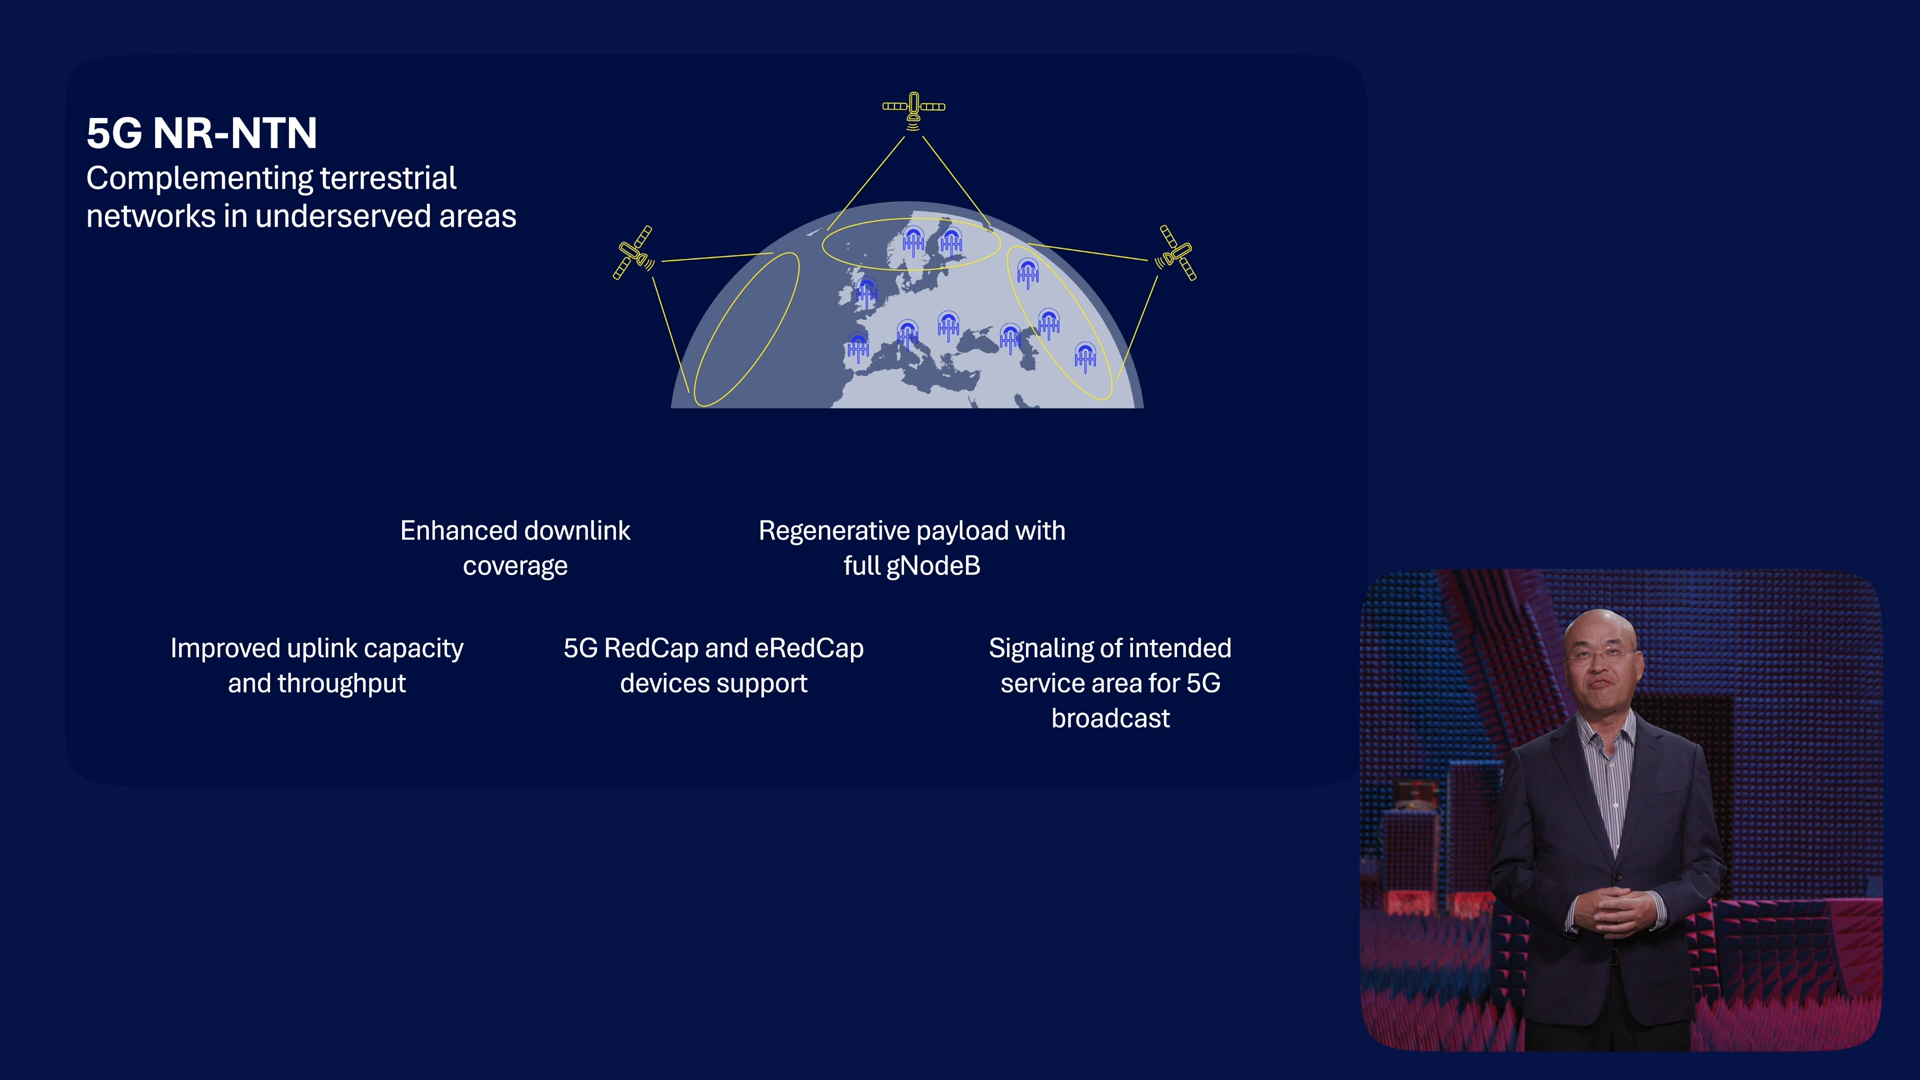 5G NR-NTN
Complementing terrestrial
networks in underserved areas
Enhanced downlink
coverage
Regenerative payload with
full gNodeB
Improved uplink capacity
and throughput
5G RedCap and eRedCap
devices support
Signaling of intended
service area for 5G
broadcast